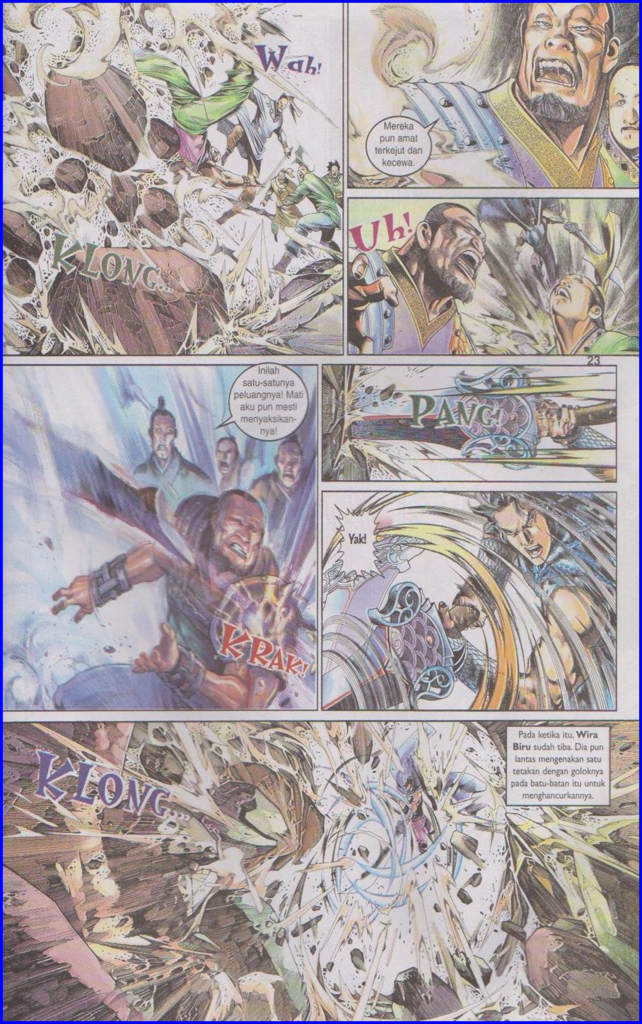 Wah!
KLONG...
Mereka
pun amat
terkejut dan
kecewa.
Uh!
23
Inilah
satu-satunya
peluangnya! Mati
aku pun mesti
menyaksikan-
nya!
KRAK!
PANG!
Yak!
Pada ketika itu, Wira
Biru sudah tiba. Dia pun
lantas mengenakan satu
tetakan dengan goloknya
pada batu-batan itu untuk
menghancurkannya.
KLONG...